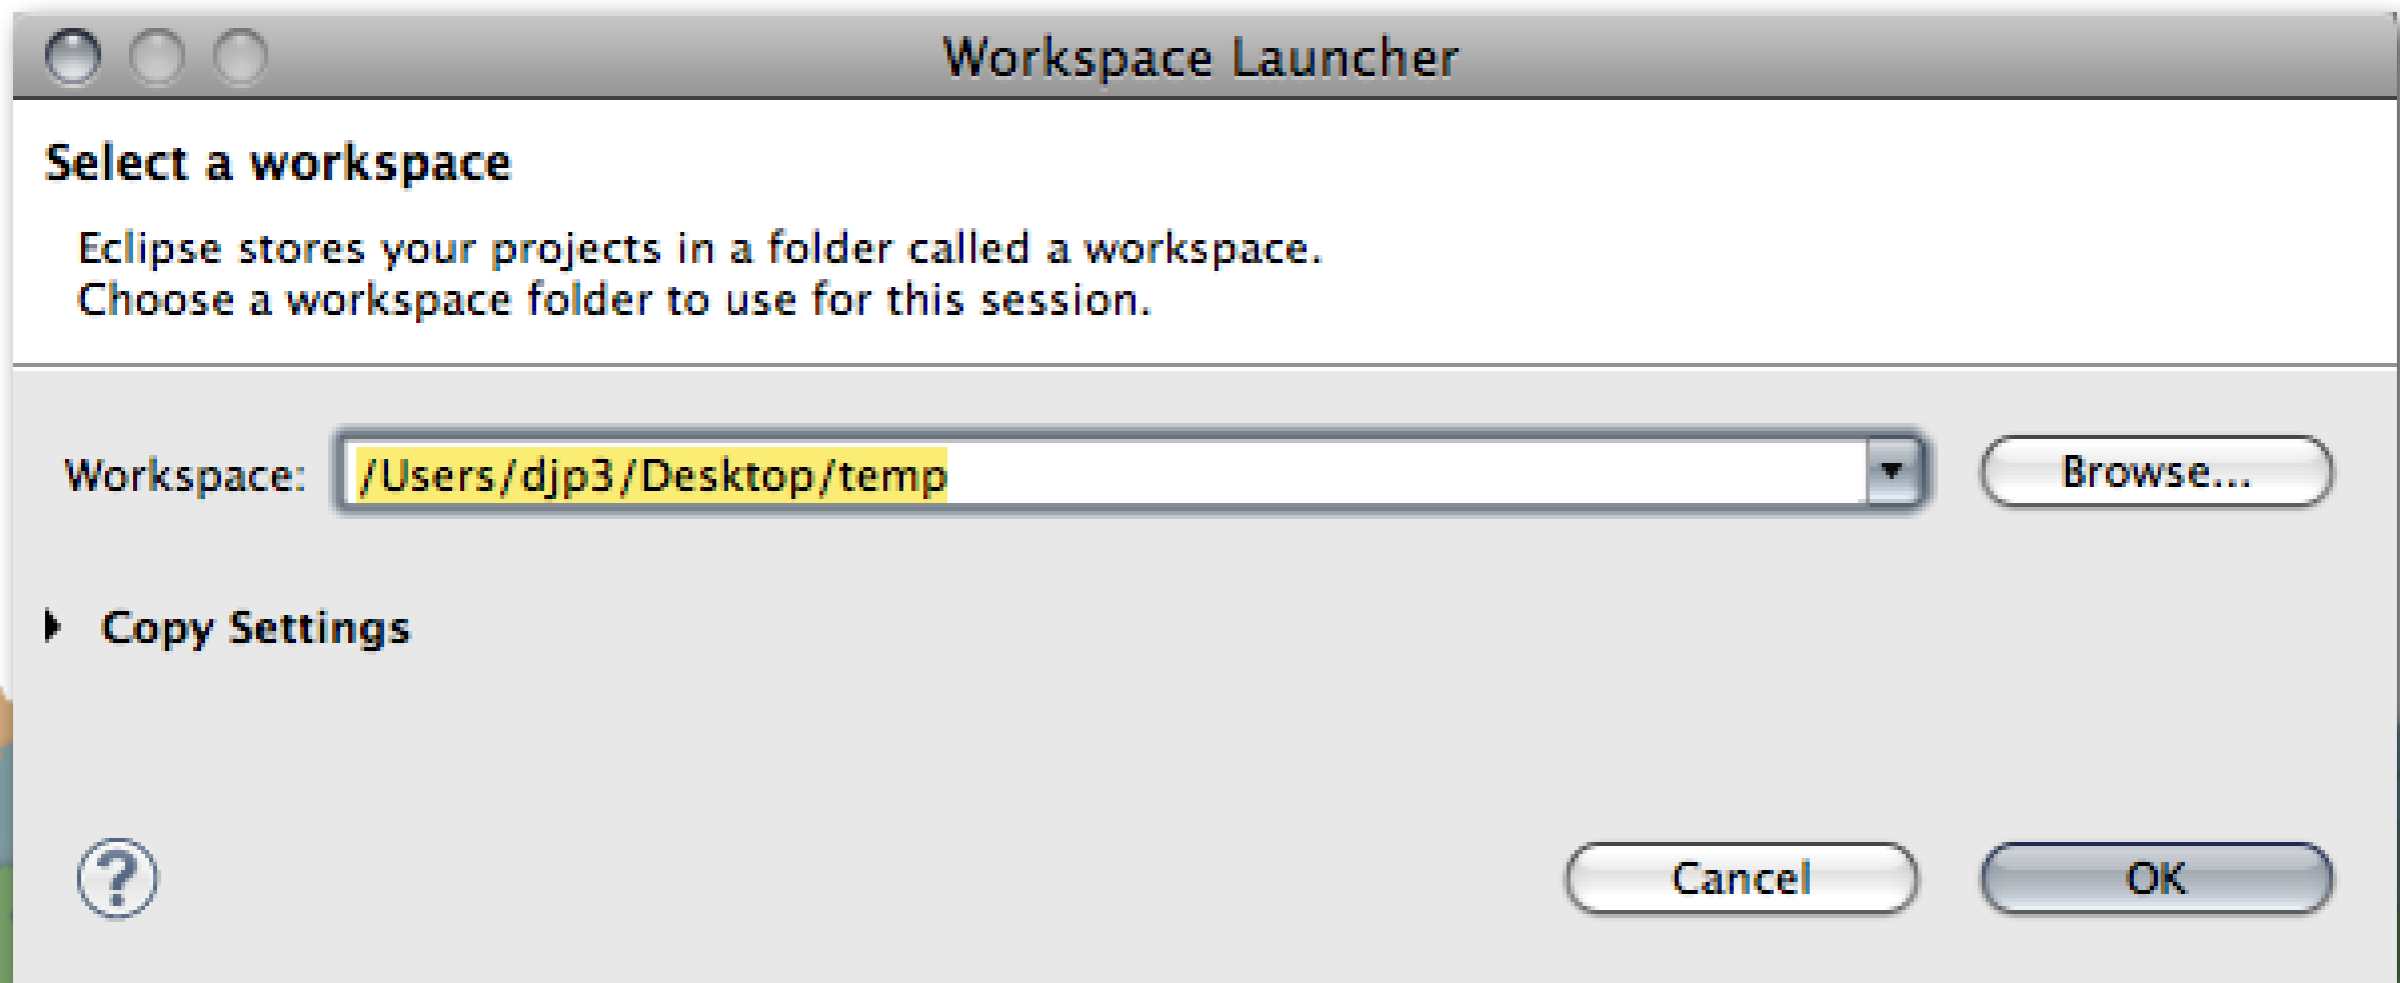 Workspace Launcher
Select a workspace
Eclipse stores your projects in a folder called a workspace.
Choose a workspace folder to use for this session.
Workspace: /Users/djp3/Desktop/temp Browse...
Copy Settings
? Cancel OK